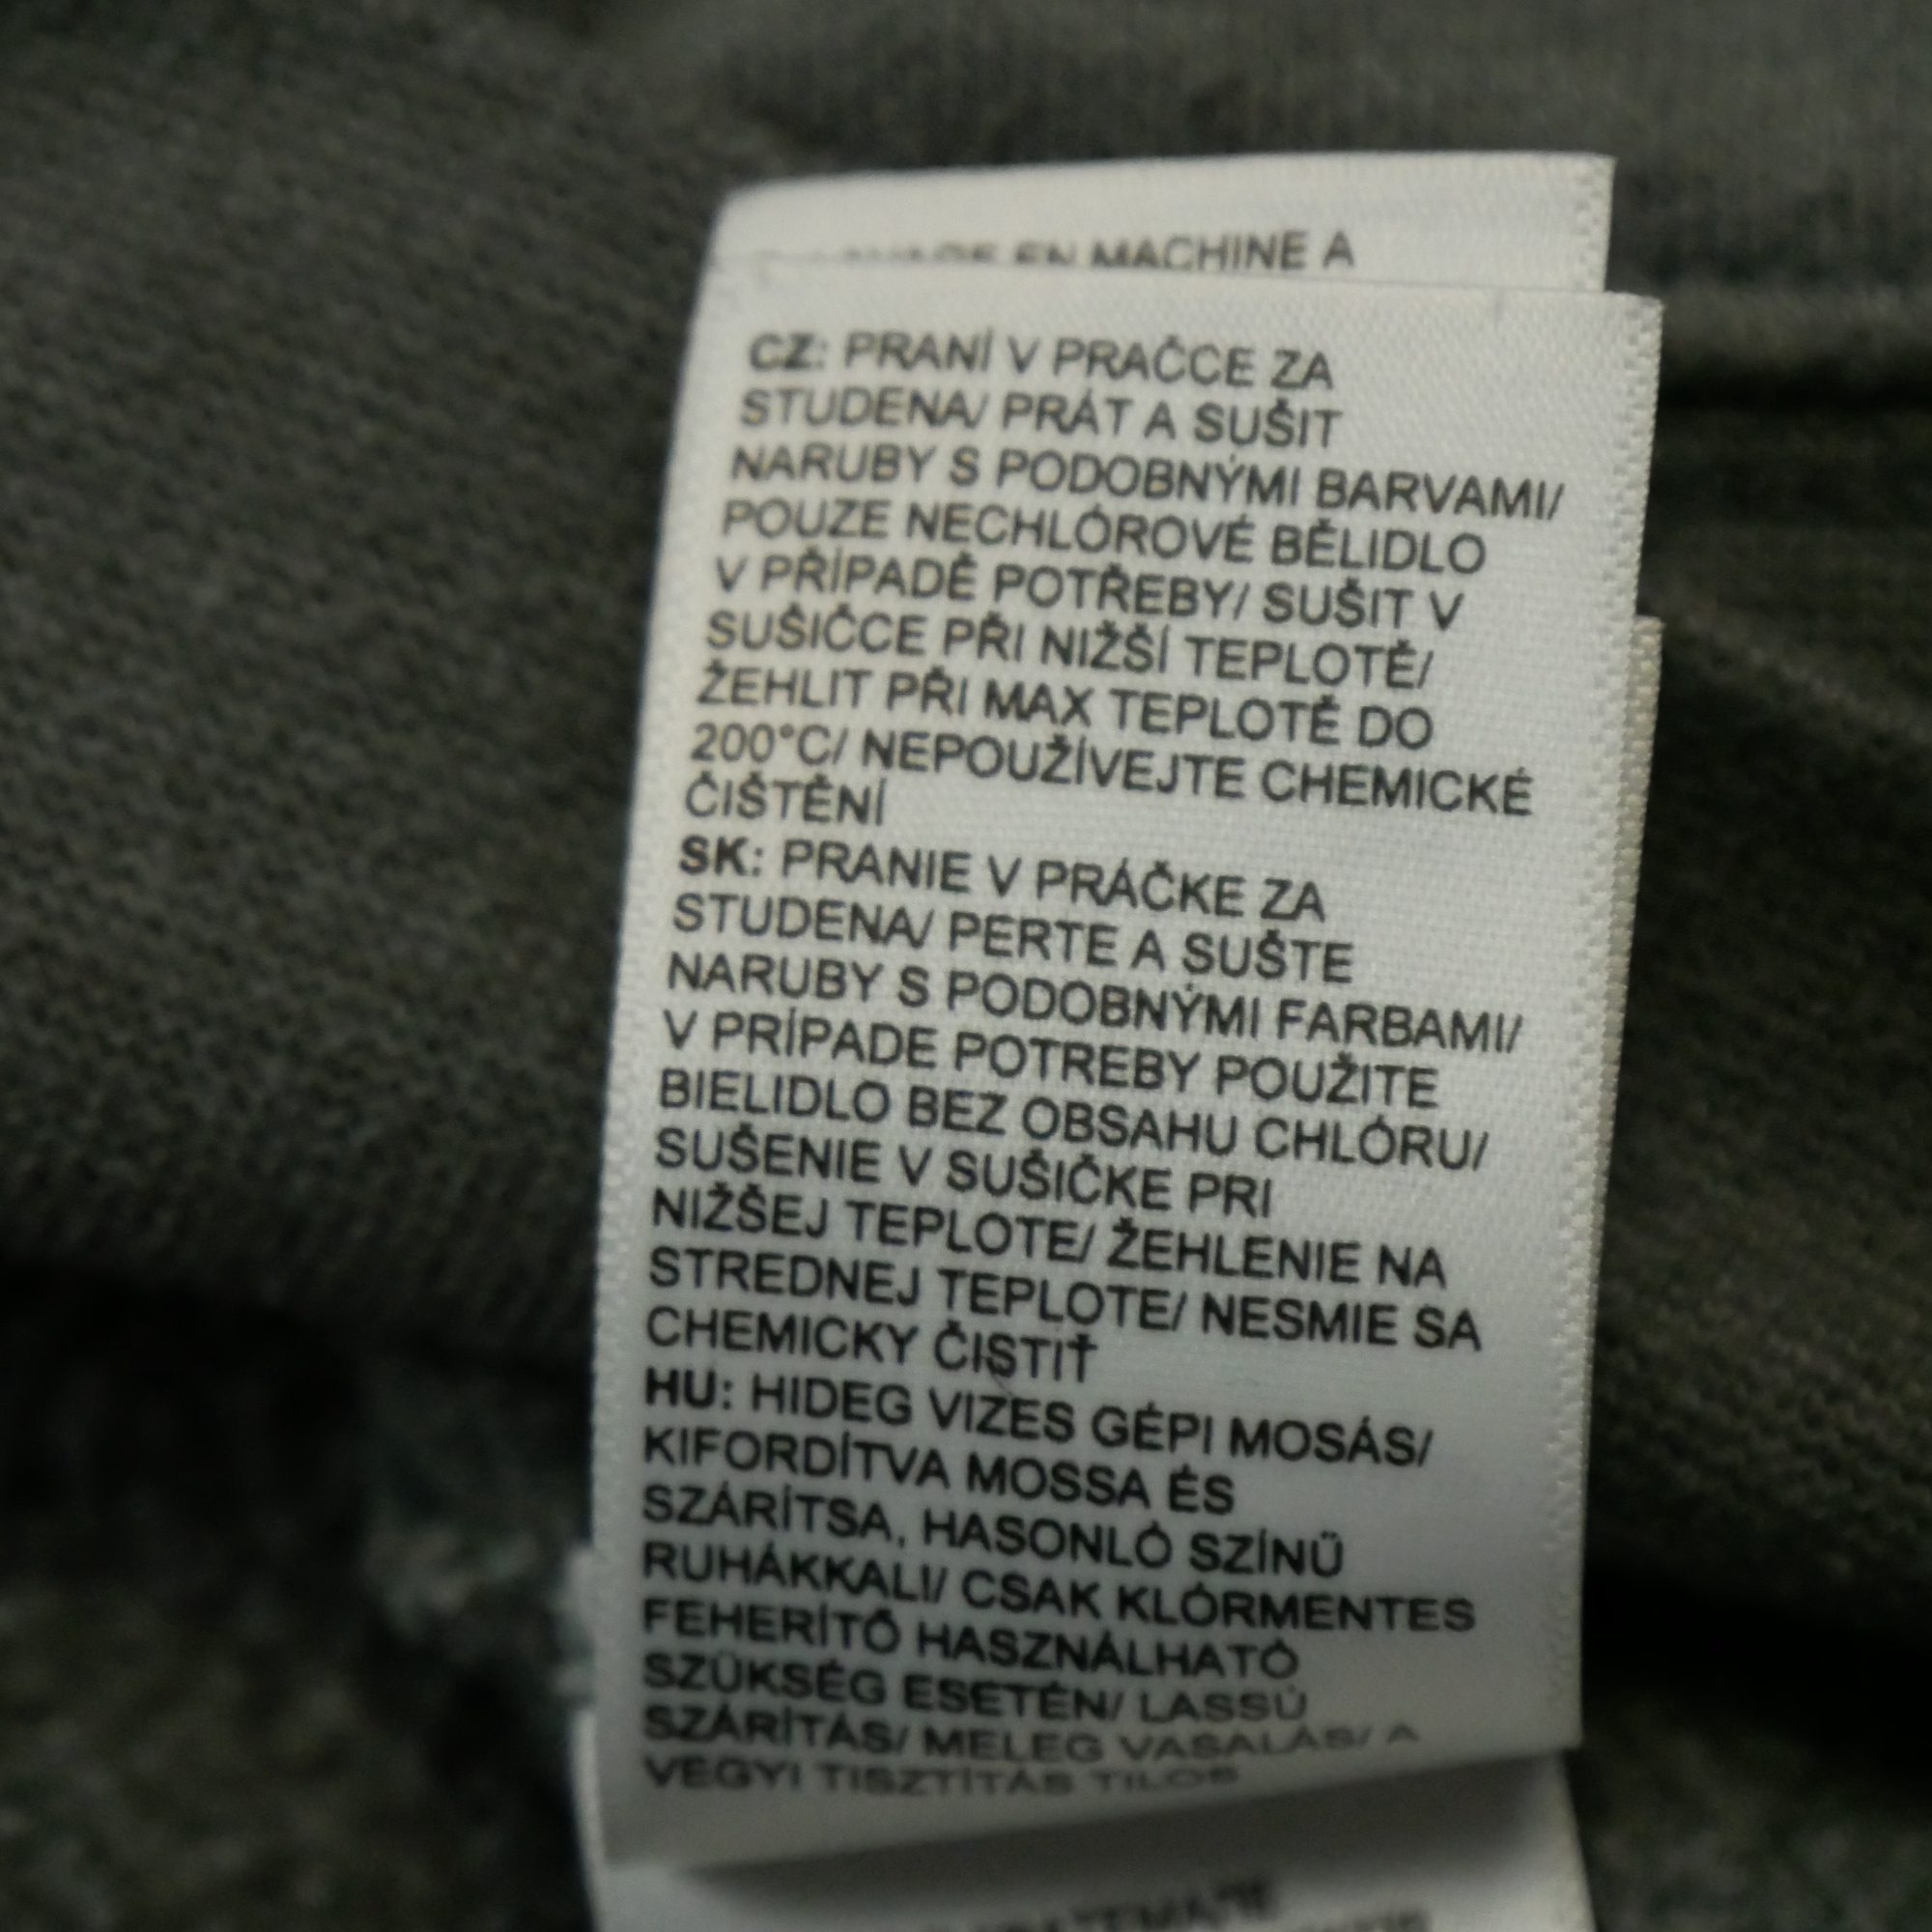 EN MACHINE A
CZ: PRANÍ V PRAČCE ZA
STUDENA/ PRÁT A SUŠIT
NARUBY S PODOBNÝMI BARVAMI/
POUZE NECHLÓROVÉ BĚLIDLO
V PŘÍPADĚ POTŘEBY/ SUŠIT V
SUŠIČCE PŘI NIŽŠÍ TEPLOTĚ/
ŽEHLIT PŘI MAX TEPLOTĚ DO
200°C/ NEPOUŽÍVEJTE CHEMICKÉ
ČIŠTĚNÍ
SK: PRANIE V PRÁČKE ZA
STUDENA/ PERTE A SUŠTE
NARUBY S PODOBNÝMI FARBAMI/
V PRÍPADE POTREBY POUŽITE
BIELIDLO BEZ OBSAHU CHLÓRU/
SUŠENIE V SUŠIČKE PRI
NIŽŠEJ TEPLOTE/ ŽEHLENIE NA
STREDNEJ TEPLOTE/ NESMIE SA
CHEMICKY ČISTIŤ
HU: HIDEG VIZES GÉPI MOSÁS/
KIFORDÍTVA MOSSA ÉS
SZÁRÍTSA, HASONLÓ SZÍNŰ
RUHÁKKAL!/ CSAK KLÓRMENTES
FEHERÍTŐ HASZNÁLHATÓ
SZÜKSÉG ESETÉN/ LASSÚ
SZÁRÍTÁS/ MELEG VASALÁS/ A
VEGYI TISZTÍTÁS TILOS